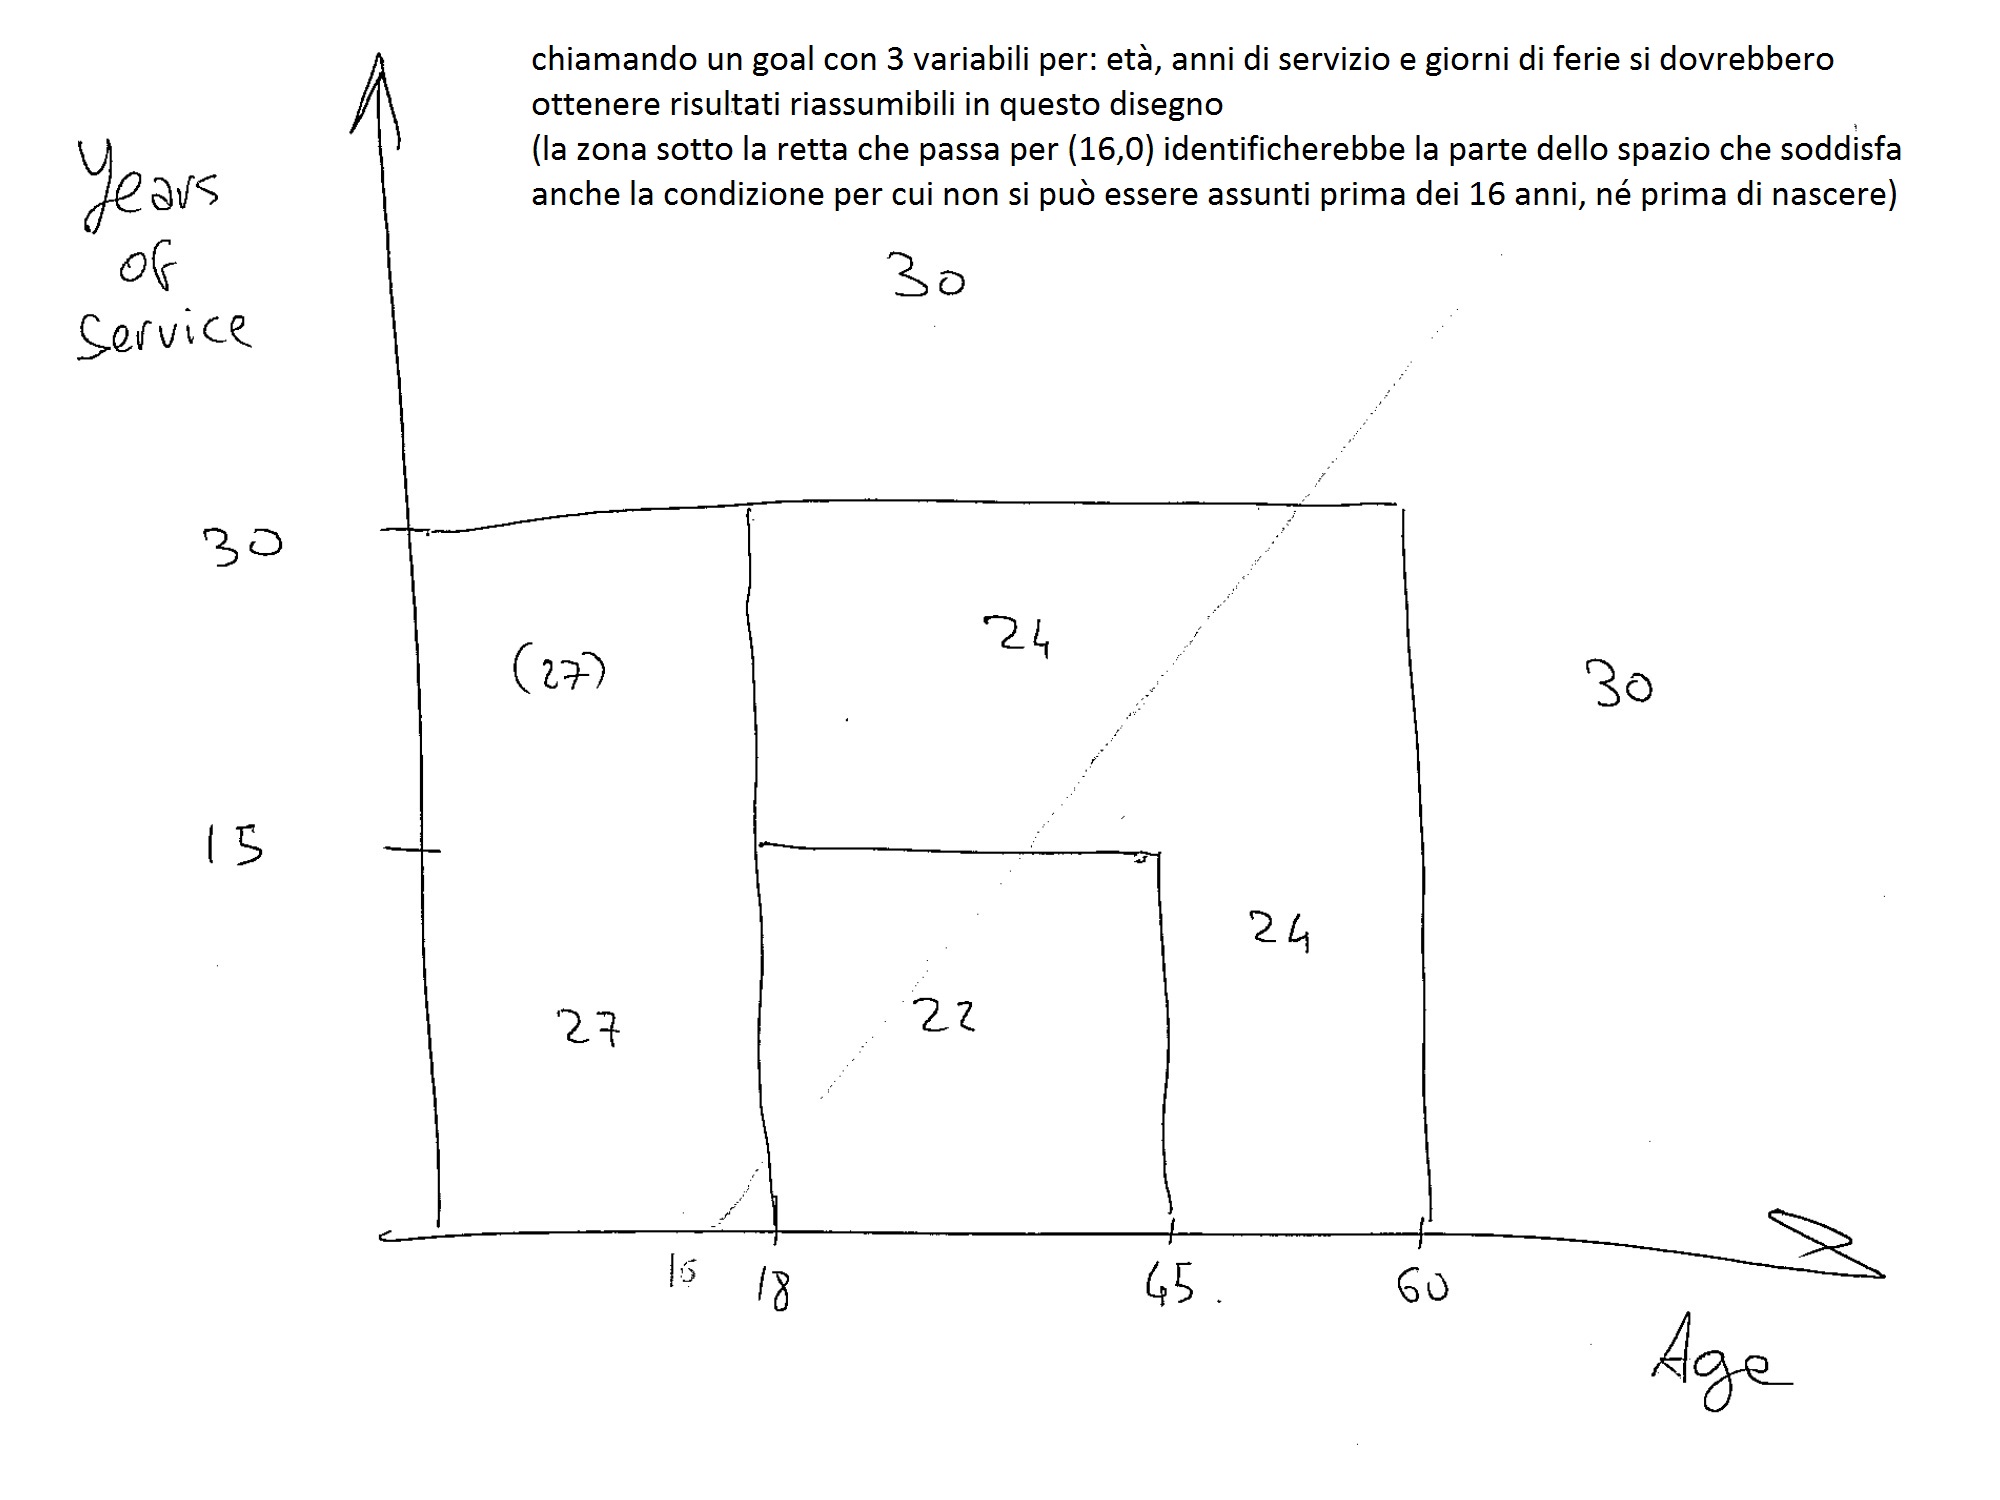 chiamando un goal con 3 variabili per: età, anni di servizio e giorni di ferie si dovrebbero
ottenere risultati riassumibili in questo disegno
(la zona sotto la retta che passa per (16,0) identificherebbe la parte dello spazio che soddisfa
anche la condizione per cui non si può essere assunti prima dei 16 anni, né prima di nascere)
Years
of
service
30
30
(27)
24
30
15
24
27
22
16
18
45
60
Age